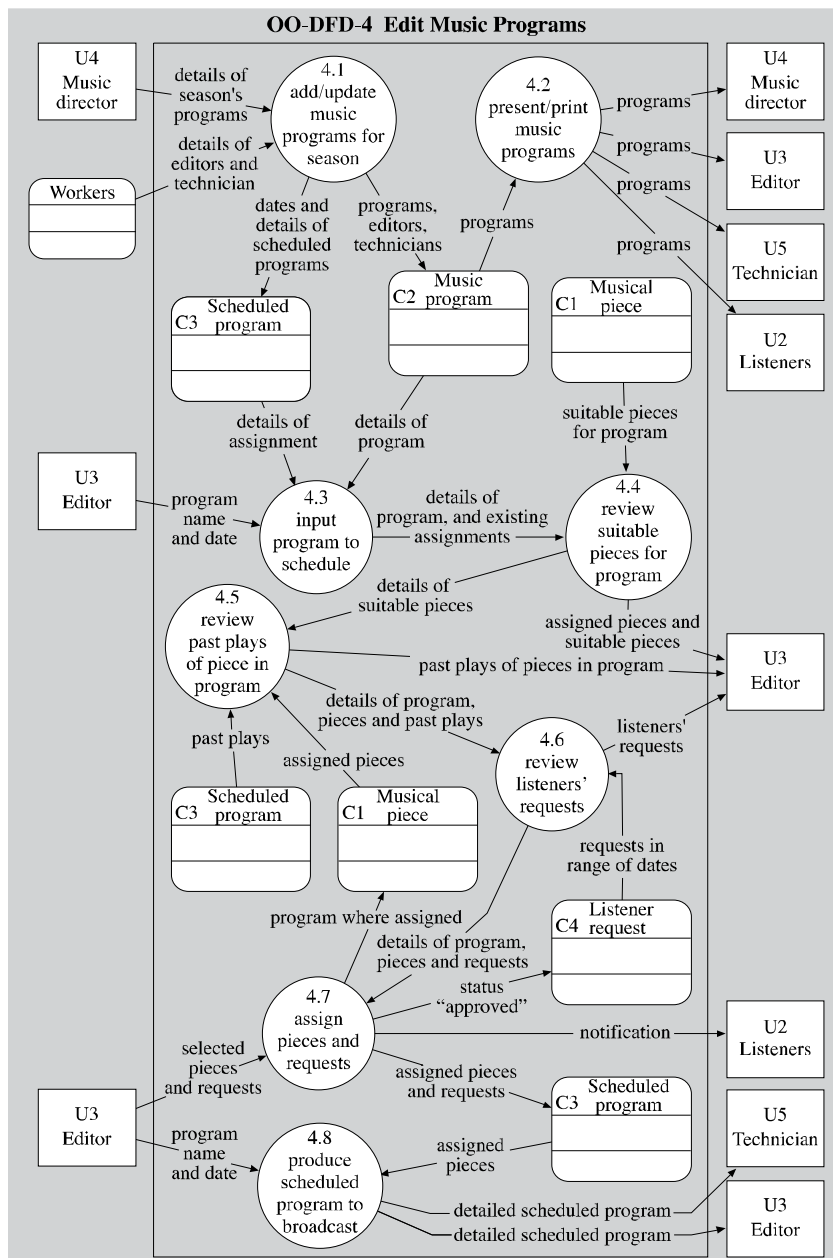 OO-DFD-4 Edit Music Programs
U4
Music
director
details of
season's
programs
4.1
add/update
music
programs for
season
4.2
present/print
music
programs
programs
U4
Music
director
programs
U3
Editor
programs
U5
Technician
programs
U2
Listeners
details of
editors and
technician
Workers
dates and
details of
scheduled
programs
programs,
editors,
technicians
programs
C3
Scheduled
program
C2
Music
program
C1
Musical
piece
details of
assignment
details of
program
suitable pieces
for program
U3
Editor
program
name
and date
4.3
input
program to
schedule
details of
program, and existing
assignments
4.4
review
suitable
pieces for
program
details of
suitable pieces
4.5
review
past plays
of piece in
program
assigned pieces and
suitable pieces
past plays of pieces in program
U3
Editor
details of program,
pieces and past plays
listeners'
requests
past plays
assigned pieces
4.6
review
listeners’
requests
C3
Scheduled
program
C1
Musical
piece
requests in
range of dates
program where assigned
C4
Listener
request
details of program,
pieces and requests
status
“approved”
4.7
assign
pieces and
requests
notification
U2
Listeners
selected
pieces
and requests
assigned pieces
and requests
C3
Scheduled
program
U3
Editor
program
name
and date
4.8
produce
scheduled
program to
broadcast
assigned
pieces
U5
Technician
detailed scheduled program
detailed scheduled program
U3
Editor